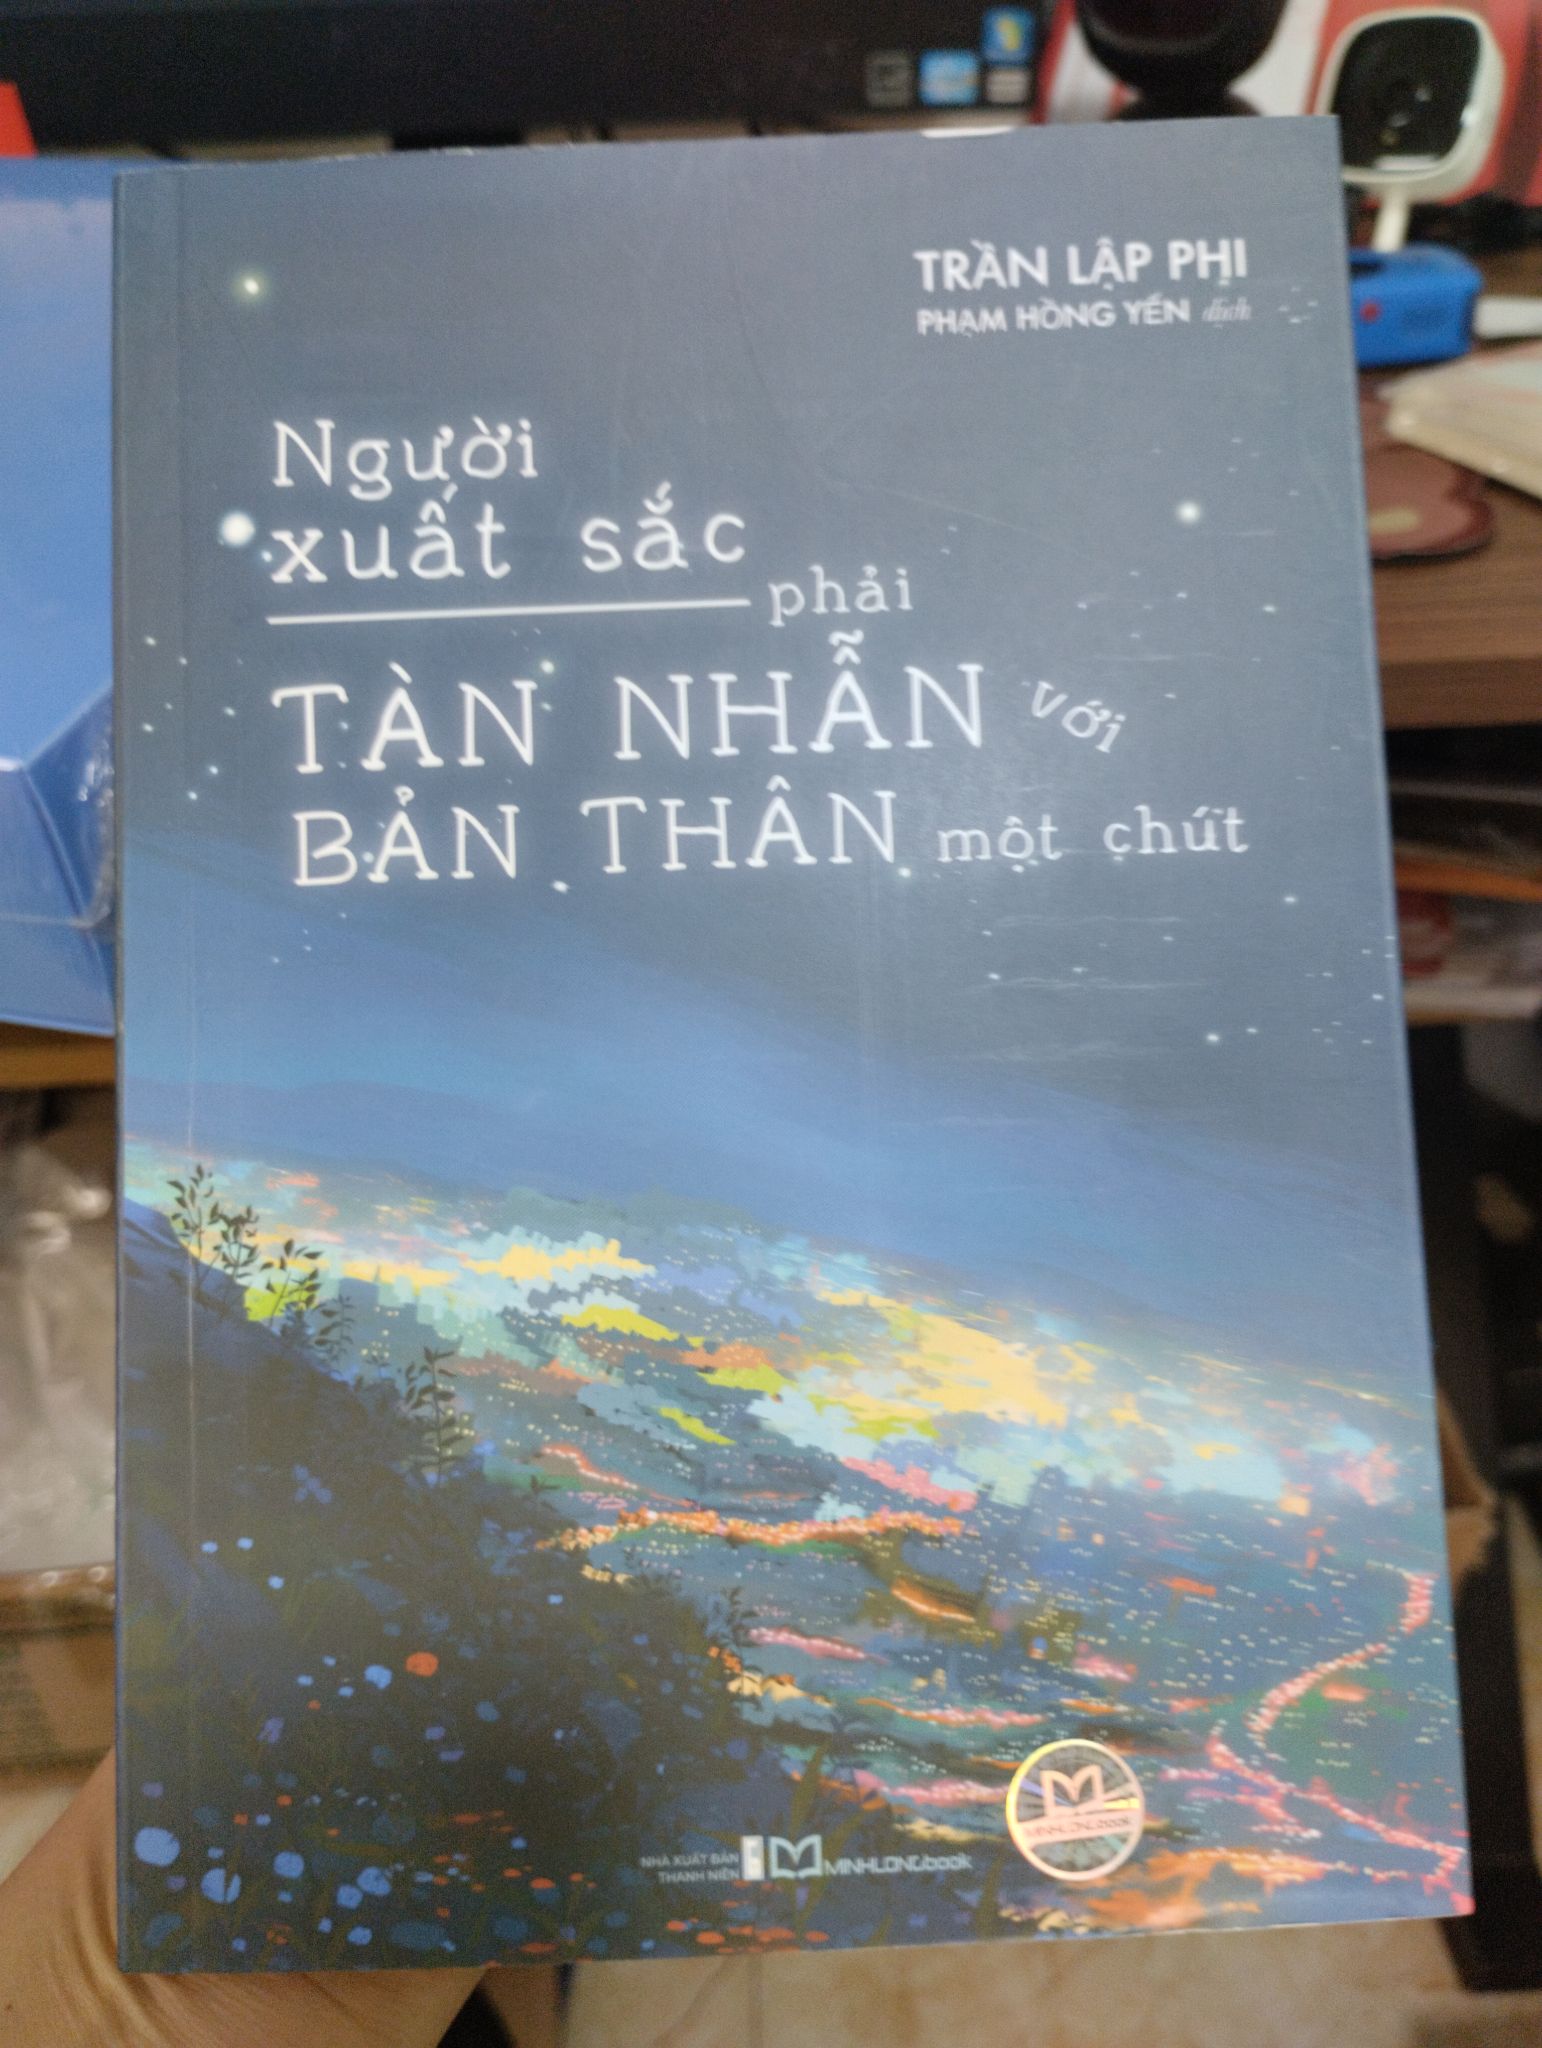 TRẦN LẬP PHI
PHẠM HỒNG YẾN dịch
Người
xuất sắc
phải
TÀN NHẪN với
BẢN THÂN một chút
NHÀ XUẤT BẢN
THANH NIÊN
MINHLONGbook
MINHLONGbook